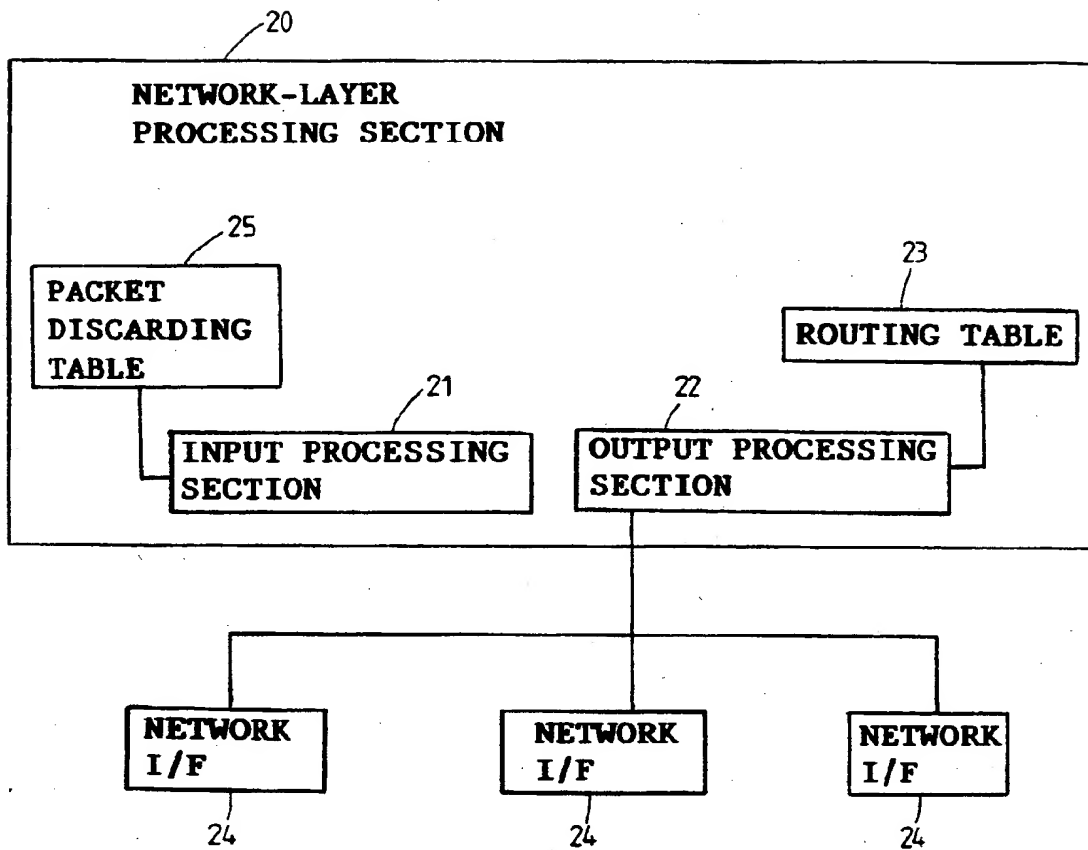 20
NETWORK-LAYER
PROCESSING SECTION
25
PACKET
DISCARDING
TABLE
23
ROUTING TABLE
21
INPUT PROCESSING
SECTION
22
OUTPUT PROCESSING
SECTION
NETWORK
I/F
24
NETWORK
I/F
24
NETWORK
I/F
24